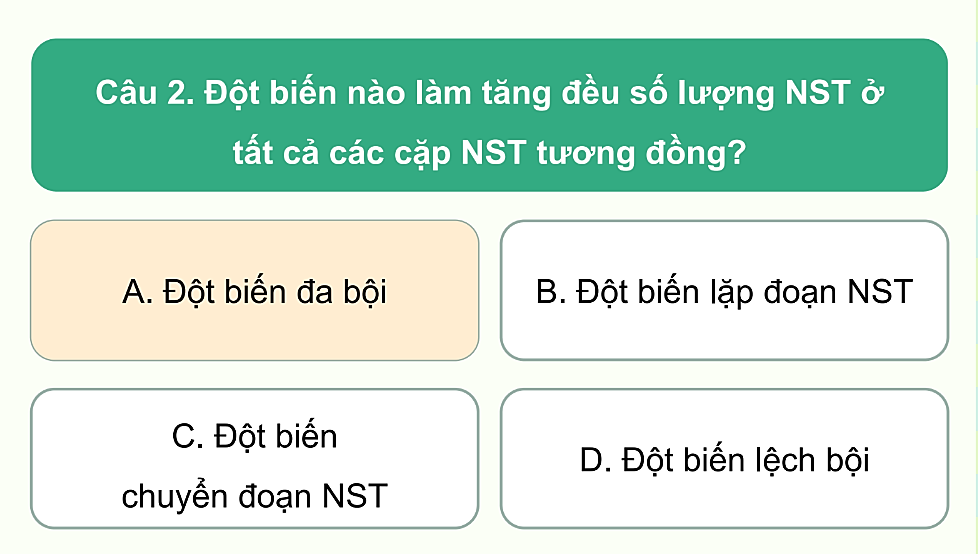 Câu 2. Đột biến nào làm tăng đều số lượng NST ở
tất cả các cặp NST tương đồng?
A. Đột biến đa bội
B. Đột biến lặp đoạn NST
C. Đột biến
chuyển đoạn NST
D. Đột biến lệch bội